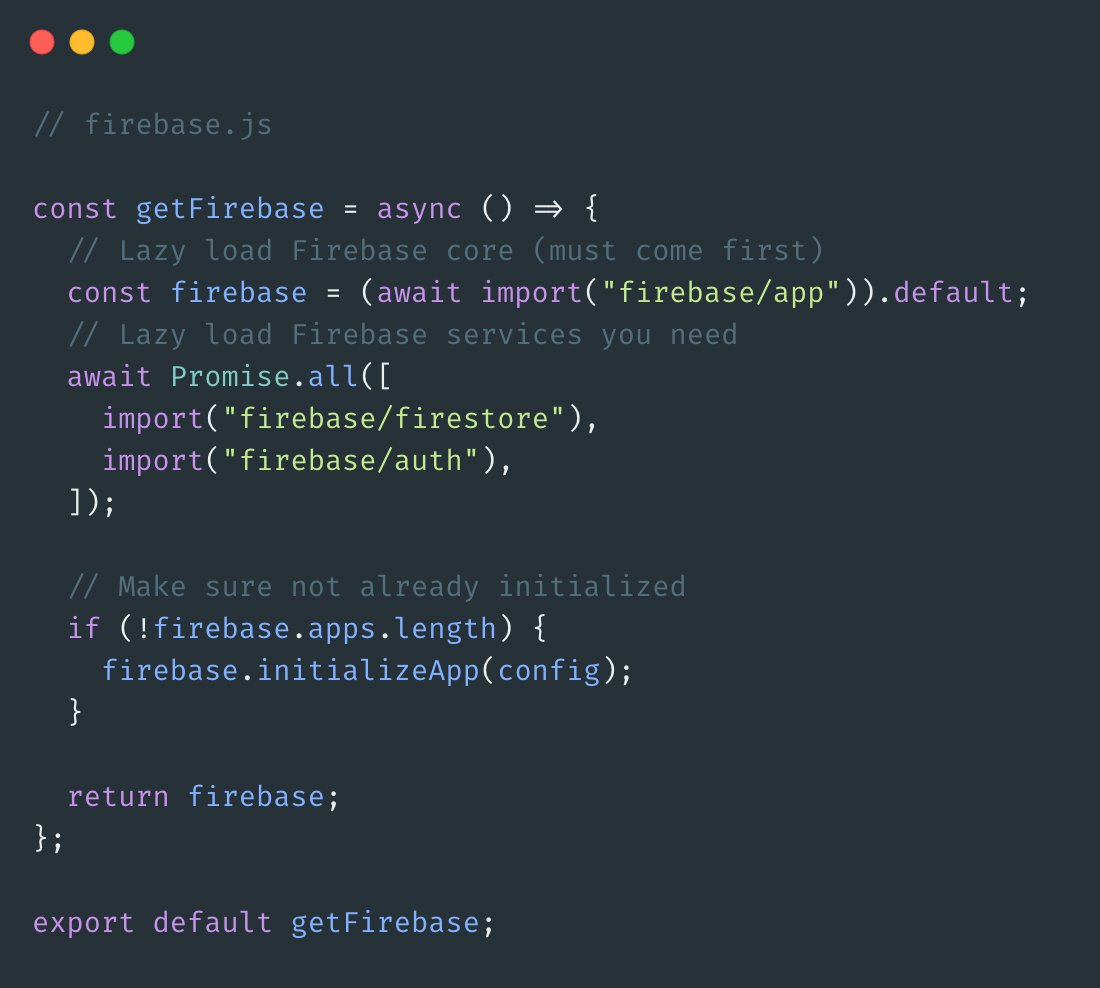 // firebase.js

const getFirebase = async () => {
  // Lazy load Firebase core (must come first)
  const firebase = (await import("firebase/app")).default;
  // Lazy load Firebase services you need
  await Promise.all([
    import("firebase/firestore"),
    import("firebase/auth"),
  ]);

  // Make sure not already initialized
  if (!firebase.apps.length) {
    firebase.initializeApp(config);
  }

  return firebase;
};

export default getFirebase;